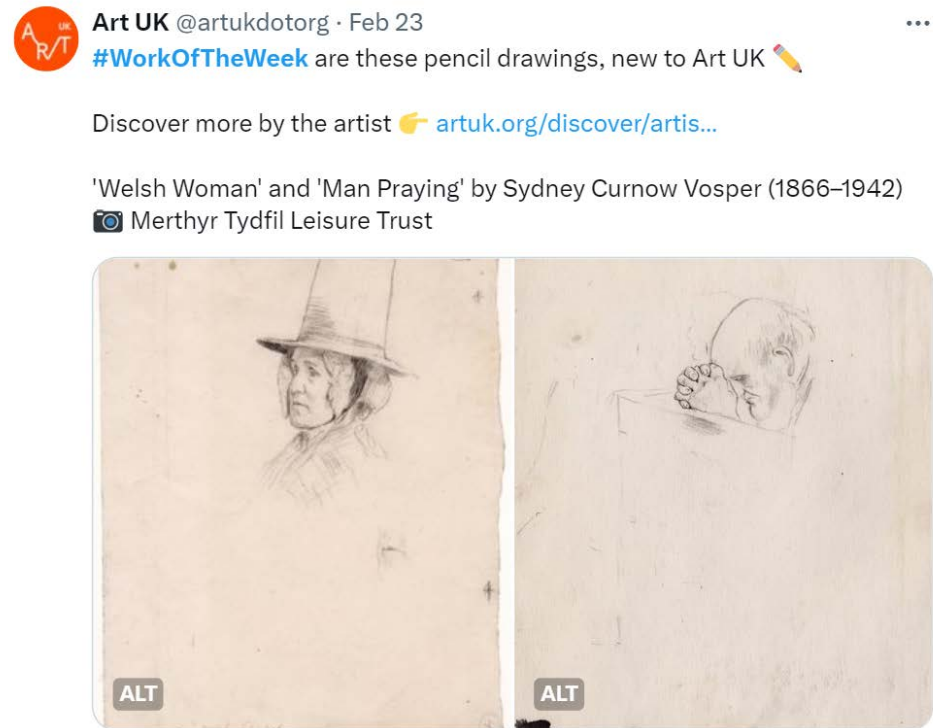 ART UK
Art UK @artukdotorg · Feb 23
#WorkOfTheWeek are these pencil drawings, new to Art UK ✏️
Discover more by the artist 👉 artuk.org/discover/artis...
'Welsh Woman' and 'Man Praying' by Sydney Curnow Vosper (1866–1942)
📷 Merthyr Tydfil Leisure Trust
ALT
ALT